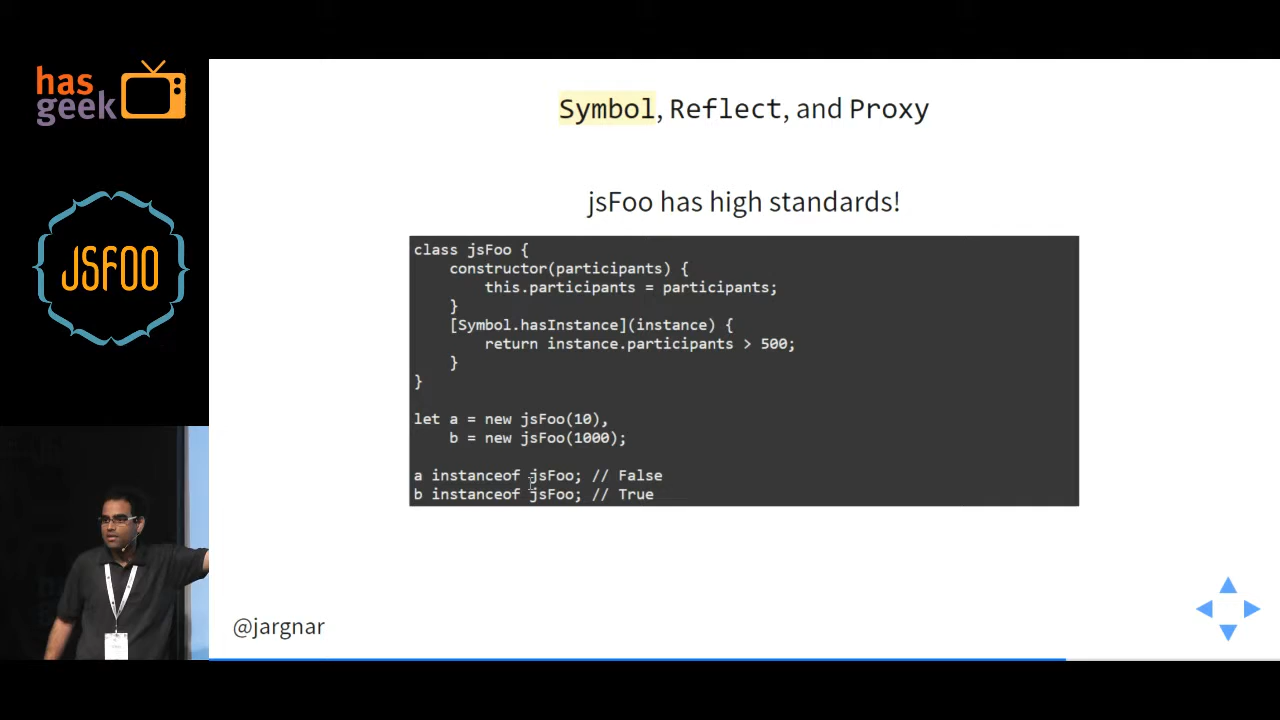 has
geek
JSFOO
Symbol, Reflect, and Proxy
jsFoo has high standards!
class jsFoo {
    constructor(participants) {
        this.participants = participants;
    }
    [Symbol.hasInstance](instance) {
        return instance.participants > 500;
    }
}
let a = new jsFoo(10),
    b = new jsFoo(1000);
a instanceof jsFoo; // False
b instanceof jsFoo; // True
@jargnar